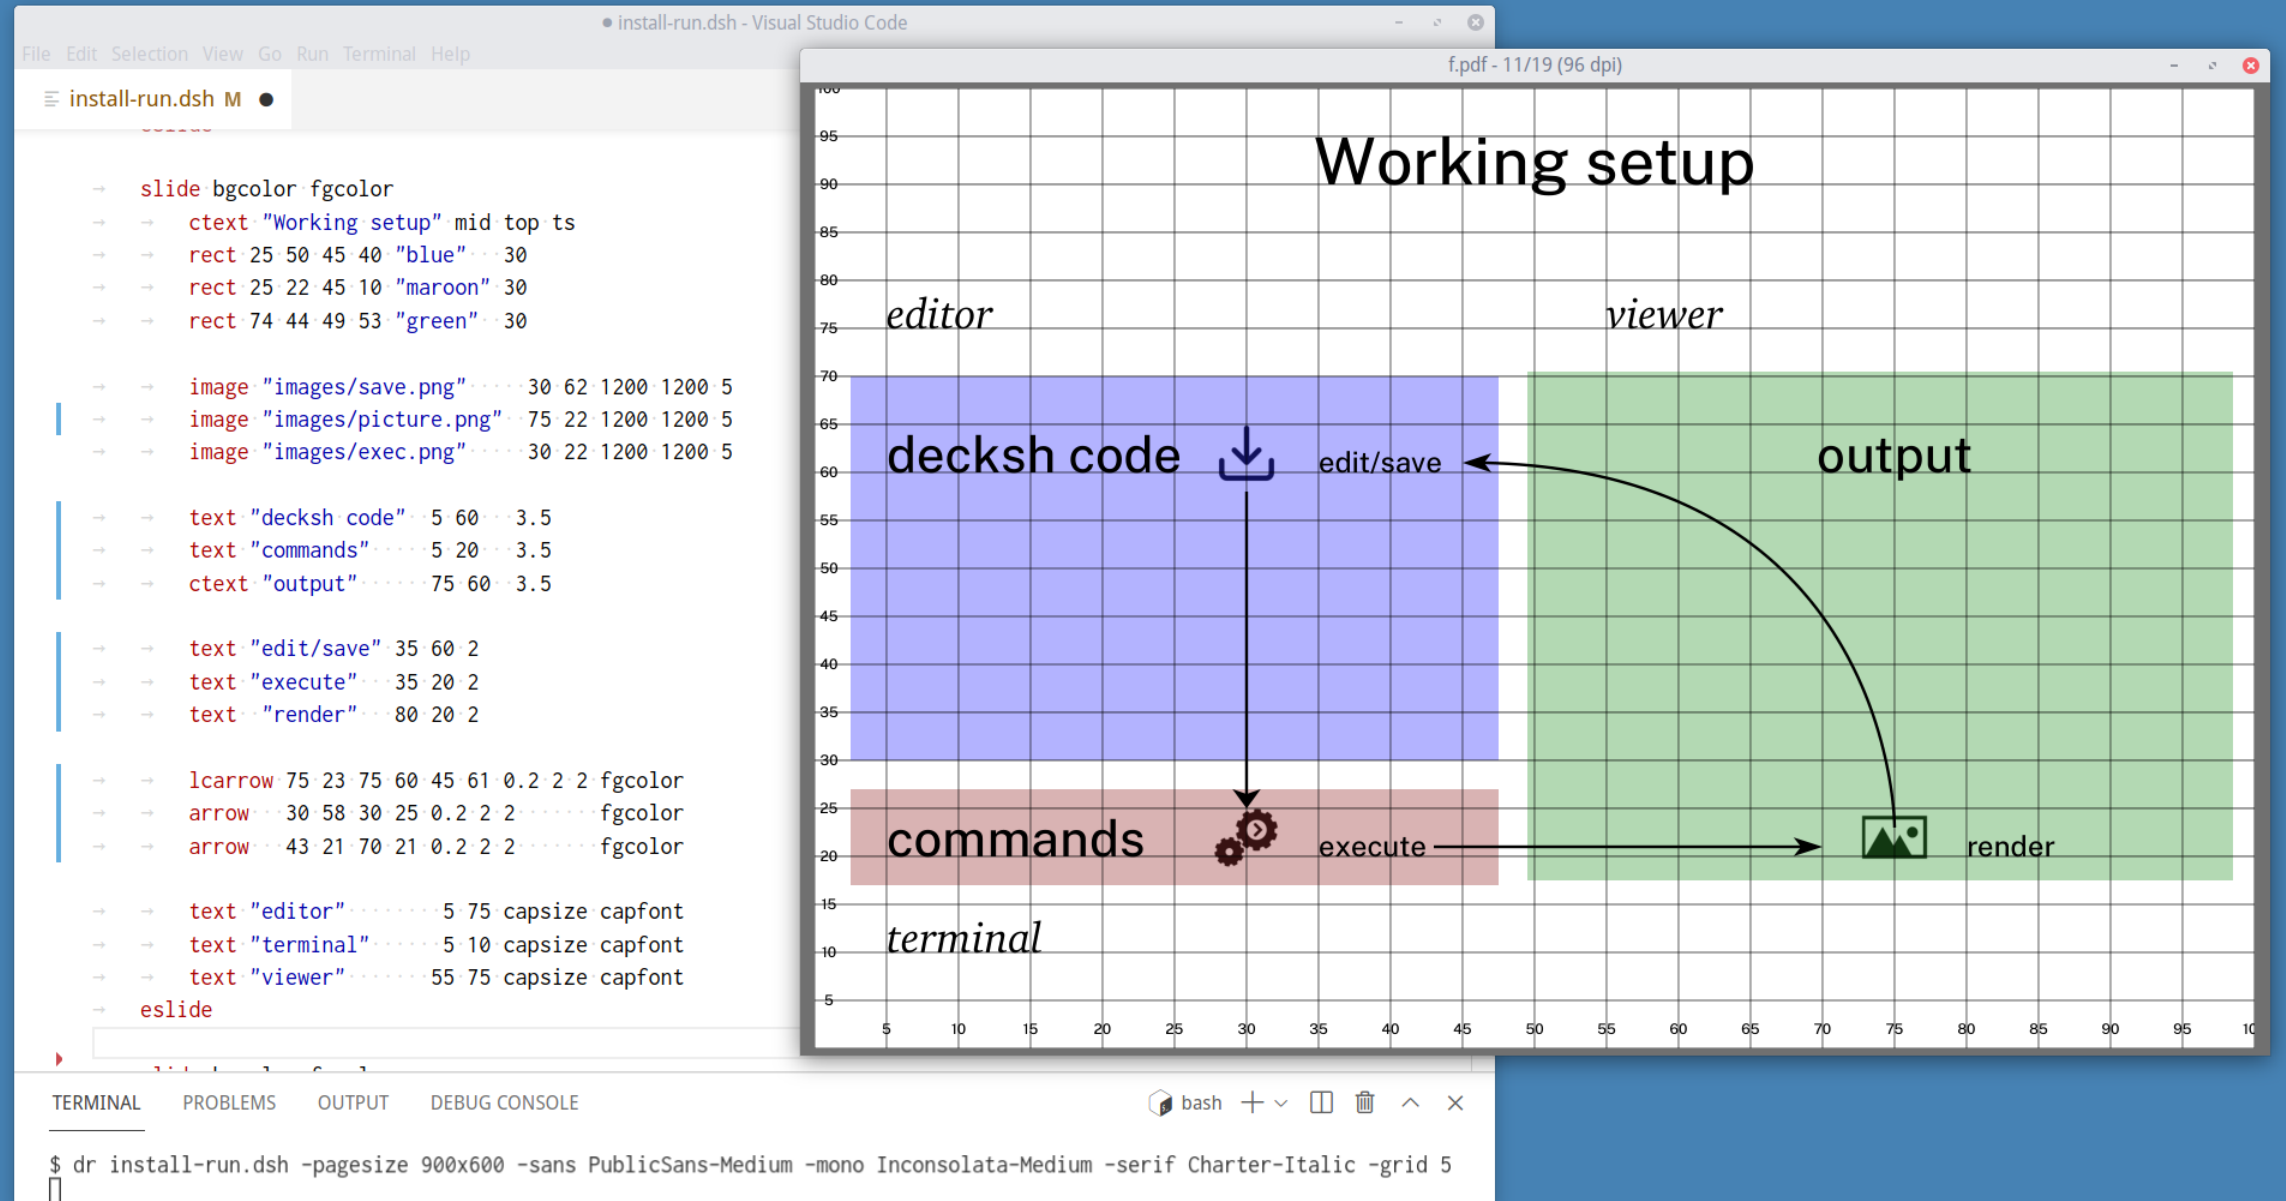 install-run.dsh - Visual Studio Code
File Edit Selection View Go Run Terminal Help
install-run.dsh M
slide bgcolor fgcolor
ctext "Working setup" mid top ts
rect 25 50 45 40 "blue" 30
rect 25 22 45 10 "maroon" 30
rect 74 44 49 53 "green" 30
image "images/save.png" 30 62 1200 1200 5
image "images/picture.png" 75 22 1200 1200 5
image "images/exec.png" 30 22 1200 1200 5
text "decksh code" 5 60 3.5
text "commands" 5 20 3.5
ctext "output" 75 60 3.5
text "edit/save" 35 60 2
text "execute" 35 20 2
text "render" 80 20 2
lcarrow 75 23 75 60 45 61 0.2 2 2 fgcolor
arrow 30 58 30 25 0.2 2 2 fgcolor
arrow 43 21 70 21 0.2 2 2 fgcolor
text "editor" 5 75 capsize capfont
text "terminal" 5 10 capsize capfont
text "viewer" 55 75 capsize capfont
eslide
TERMINAL PROBLEMS OUTPUT DEBUG CONSOLE
bash
$ dr install-run.dsh -pagesize 900x600 -sans PublicSans-Medium -mono Inconsolata-Medium -serif Charter-Italic -grid 5
f.pdf - 11/19 (96 dpi)
100
95
Working setup
90
85
80
editor viewer
75
70
65
decksh code edit/save output
60
55
50
45
40
35
30
25
commands execute render
20
15
terminal
10
5
5 10 15 20 25 30 35 40 45 50 55 60 65 70 75 80 85 90 95